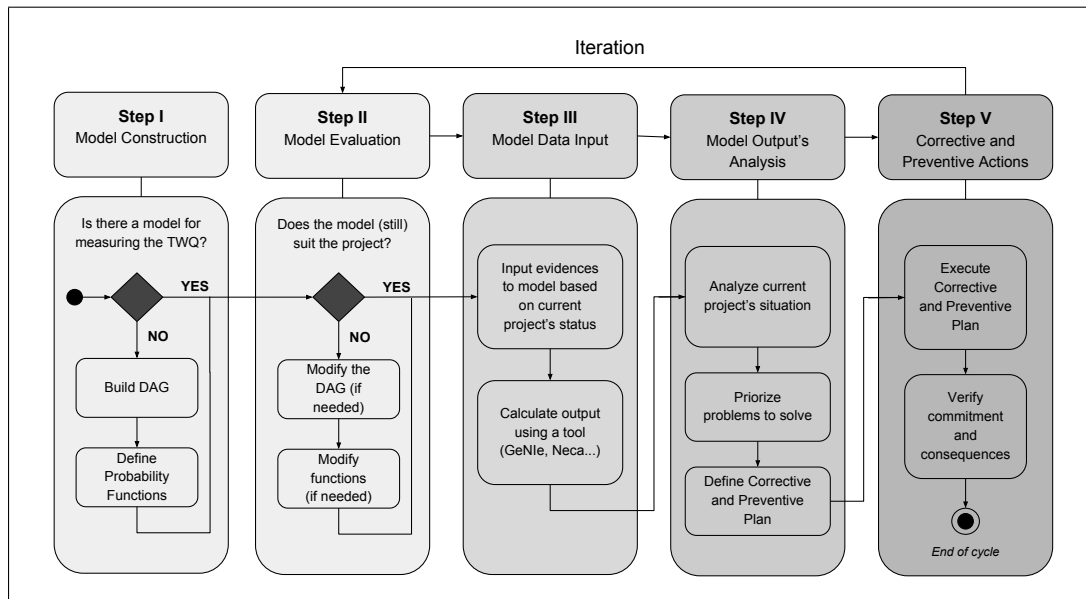 Iteration
Step I
Model Construction
Step II
Model Evaluation
Step III
Model Data Input
Step IV
Model Output's
Analysis
Step V
Corrective and
Preventive Actions
Is there a model for
measuring the TWQ?
YES
NO
Build DAG
Define
Probability
Functions
Does the model (still)
suit the project?
YES
NO
Modify the
DAG (if
needed)
Modify
functions
(if needed)
Input evidences
to model based
on current
project's status
Calculate output
using a tool
(GeNIe, Neca...)
Analyze current
project's situation
Priorize
problems to solve
Define Corrective
and Preventive
Plan
Execute
Corrective
and Preventive
Plan
Verify
commitment
and
consequences
End of cycle